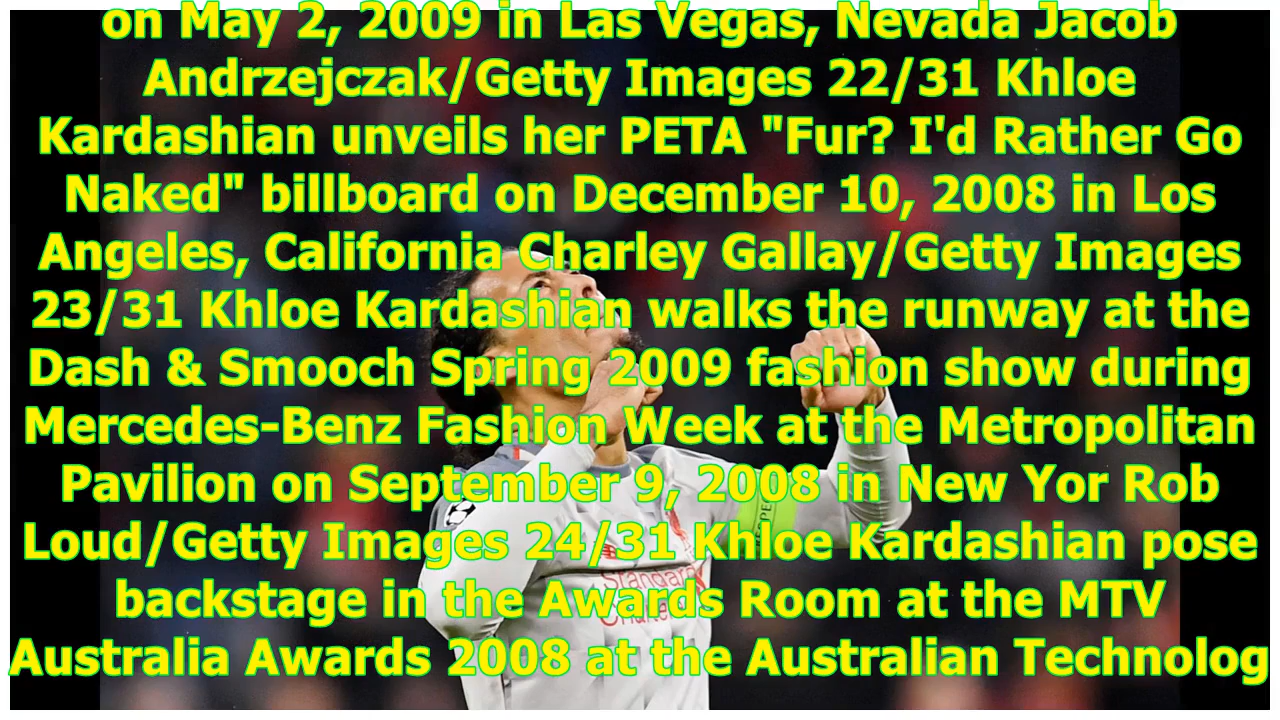 on May 2, 2009 in Las Vegas, Nevada Jacob
Andrzejczak/Getty Images 22/31 Khloe
Kardashian unveils her PETA "Fur? I'd Rather Go
Naked" billboard on December 10, 2008 in Los
Angeles, California Charley Gallay/Getty Images
23/31 Khloe Kardashian walks the runway at the
Dash & Smooch Spring 2009 fashion show during
Mercedes-Benz Fashion Week at the Metropolitan
Pavilion on September 9, 2008 in New Yor Rob
Loud/Getty Images 24/31 Khloe Kardashian pose
backstage in the Awards Room at the MTV
Australia Awards 2008 at the Australian Technolog
RESPECT
Standard
Chartered